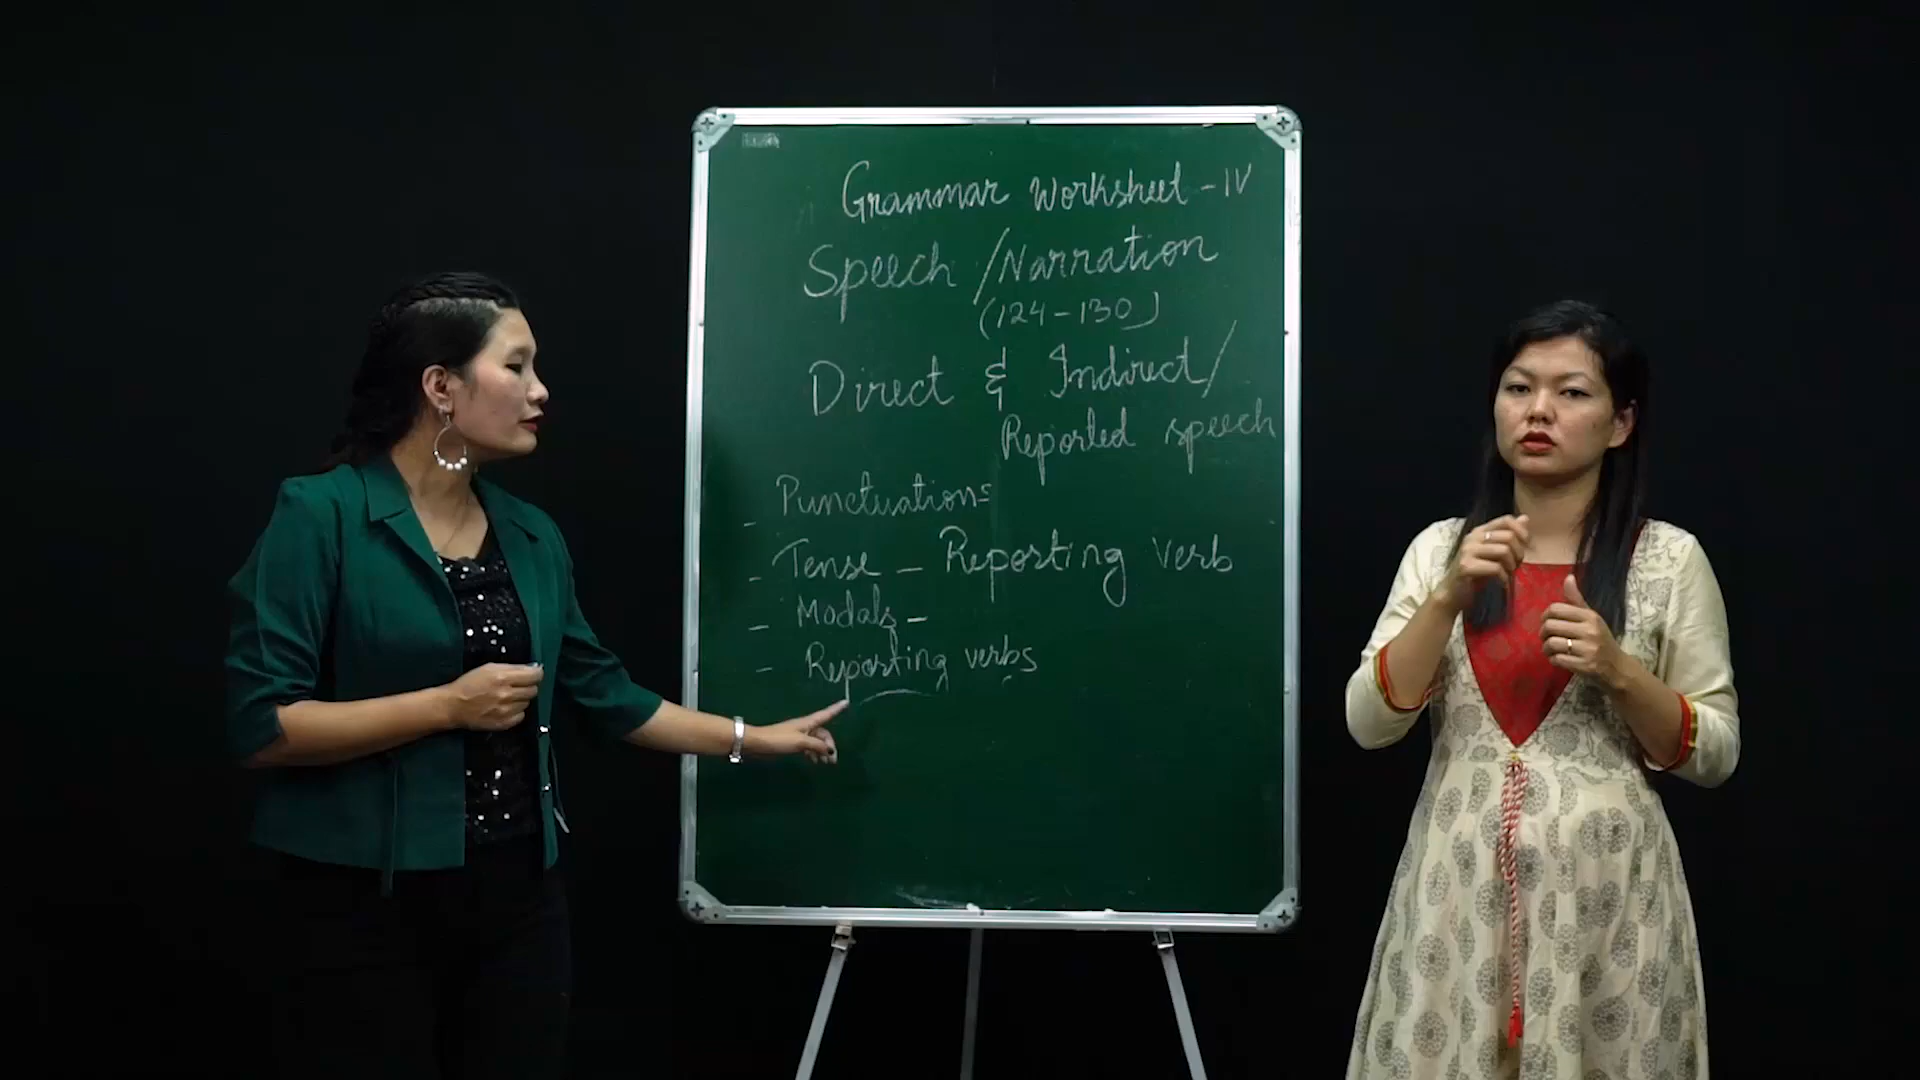 Grammar Worksheet - IV
Speech / Narration
(124 - 130)
Direct & Indirect /
Reported speech
- Punctuations
- Tense - Reporting verb
- Modals -
- Reporting verbs